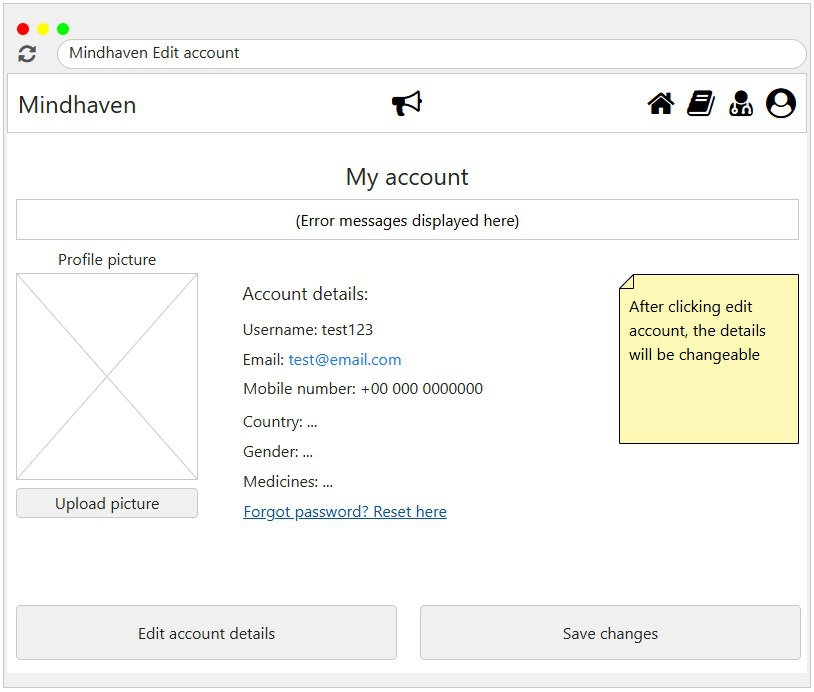 Mindhaven Edit account
Mindhaven
My account
(Error messages displayed here)
Profile picture
Upload picture
Account details:
Username: test123
Email: test@email.com
Mobile number: +00 000 0000000
Country: ...
Gender: ...
Medicines: ...
Forgot password? Reset here
After clicking edit
account, the details
will be changeable
Edit account details
Save changes